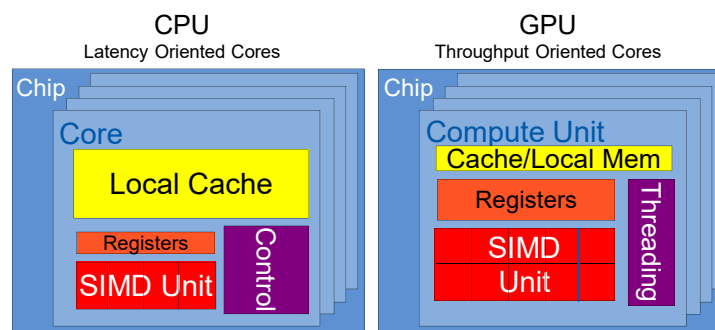 CPU
Latency Oriented Cores
Chip
Core
Local Cache
Registers
SIMD Unit
Control
GPU
Throughput Oriented Cores
Chip
Compute Unit
Cache/Local Mem
Registers
SIMD
Unit
Threading